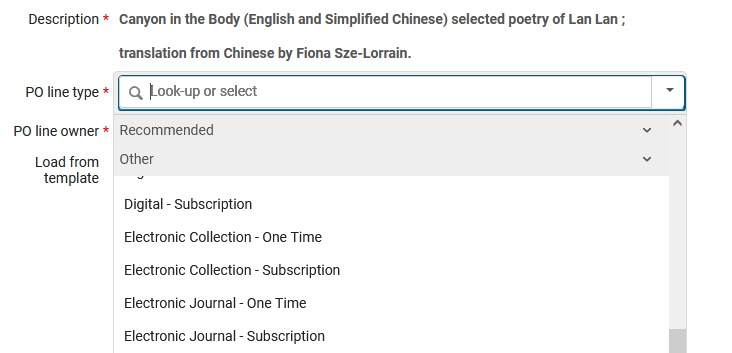 Description * Canyon in the Body (English and Simplified Chinese) selected poetry of Lan Lan ;
translation from Chinese by Fiona Sze-Lorrain.
PO line type * Look-up or select
PO line owner * Recommended
Other
Load from
template
Digital - Subscription
Electronic Collection - One Time
Electronic Collection - Subscription
Electronic Journal - One Time
Electronic Journal - Subscription